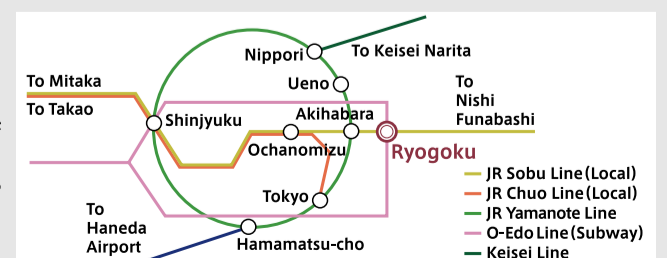 Nippori
To Keisei Narita
Ueno
To Mitaka
To Takao
To
Nishi
Funabashi
Akihabara
Shinjyuku
Ochanomizu
Ryogoku
JR Sobu Line(Local)
JR Chuo Line(Local)
JR Yamanote Line
O-Edo Line(Subway)
Keisei Line
Tokyo
To
Haneda
Airport
Hamamatsu-cho